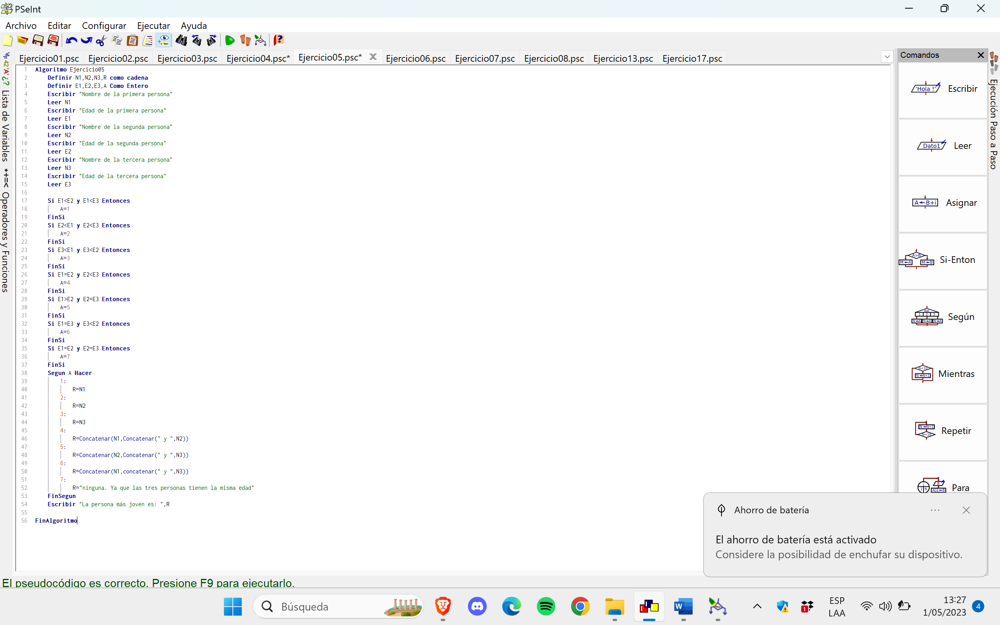 PSeInt
Archivo Editar Configurar Ejecutar Ayuda
Ejercicio01.psc Ejercicio02.psc Ejercicio03.psc Ejercicio04.psc* Ejercicio05.psc* Ejercicio06.psc Ejercicio07.psc Ejercicio08.psc Ejercicio13.psc Ejercicio17.psc
Lista de Variables
*+=< Operadores y Funciones
1 Algoritmo Ejercicio05
2 Definir N1,N2,N3,R como cadena
3 Definir E1,E2,E3,A Como Entero
4 Escribir "Nombre de la primera persona"
5 Leer N1
6 Escribir "Edad de la primera persona"
7 Leer E1
8 Escribir "Nombre de la segunda persona"
9 Leer N2
10 Escribir "Edad de la segunda persona"
11 Leer E2
12 Escribir "Nombre de la tercera persona"
13 Leer N3
14 Escribir "Edad de la tercera persona"
15 Leer E3
16
17 Si E1<E2 y E1<E3 Entonces
18 A=1
19 FinSi
20 Si E2<E1 y E2<E3 Entonces
21 A=2
22 FinSi
23 Si E3<E1 y E3<E2 Entonces
24 A=3
25 FinSi
26 Si E1=E2 y E2<E3 Entonces
27 A=4
28 FinSi
29 Si E1>E2 y E2=E3 Entonces
30 A=5
31 FinSi
32 Si E1=E3 y E3<E2 Entonces
33 A=6
34 FinSi
35 Si E1=E2 y E2=E3 Entonces
36 A=7
37 FinSi
38 Segun A Hacer
39 1:
40 R=N1
41 2:
42 R=N2
43 3:
44 R=N3
45 4:
46 R=Concatenar(N1,Concatenar(" y ",N2))
47 5:
48 R=Concatenar(N2,Concatenar(" y ",N3))
49 6:
50 R=Concatenar(N1,concatenar(" y ",N3))
51 7:
52 R="ninguna. Ya que las tres personas tienen la misma edad"
53 FinSegun
54 Escribir "La persona más joven es: ",R
55
56 FinAlgoritmo
Comandos
'Hola !' Escribir
Dato1 Leer
A←B+i Asignar
A>B M←A M←B Si-Enton
dat 1 2 3 N←A N←A N←A Según
N<10 N←N+1 Mientras
N←N+1 N=10 Repetir
Para
Ejecución Paso a Paso
Ahorro de batería
El ahorro de batería está activado
Considere la posibilidad de enchufar su dispositivo.
El pseudocódigo es correcto. Presione F9 para ejecutarlo.
Búsqueda
ESP
LAA
13:27
1/05/2023
4